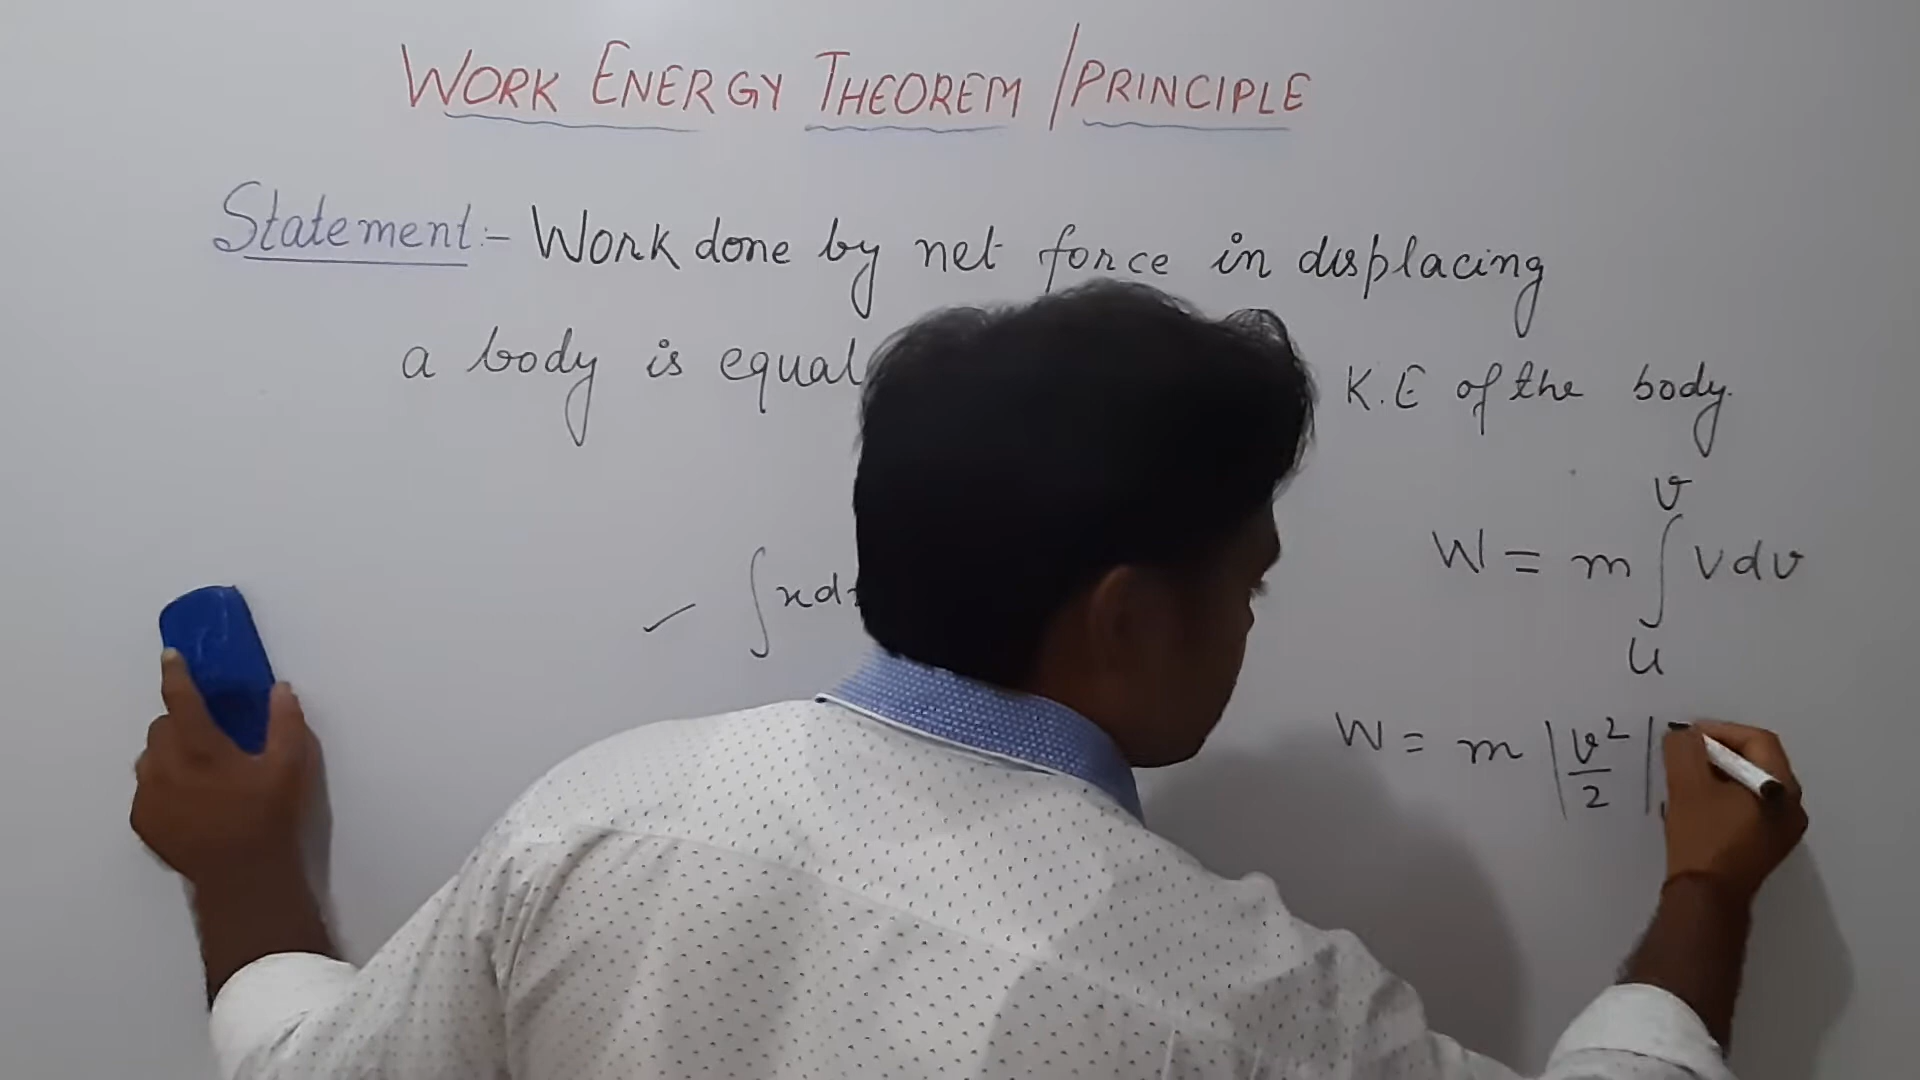 WORK ENERGY THEOREM / PRINCIPLE
Statement:- Work done by net force in displacing
a body is equal K.E of the body.
W = m ∫ᵤᵛ v dv
∫ x d
W = m | v²/2 |